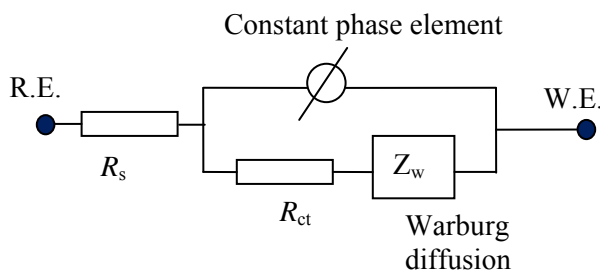 Constant phase element
R.E.
W.E.
Rs
Zw
Rct
Warburg
diffusion